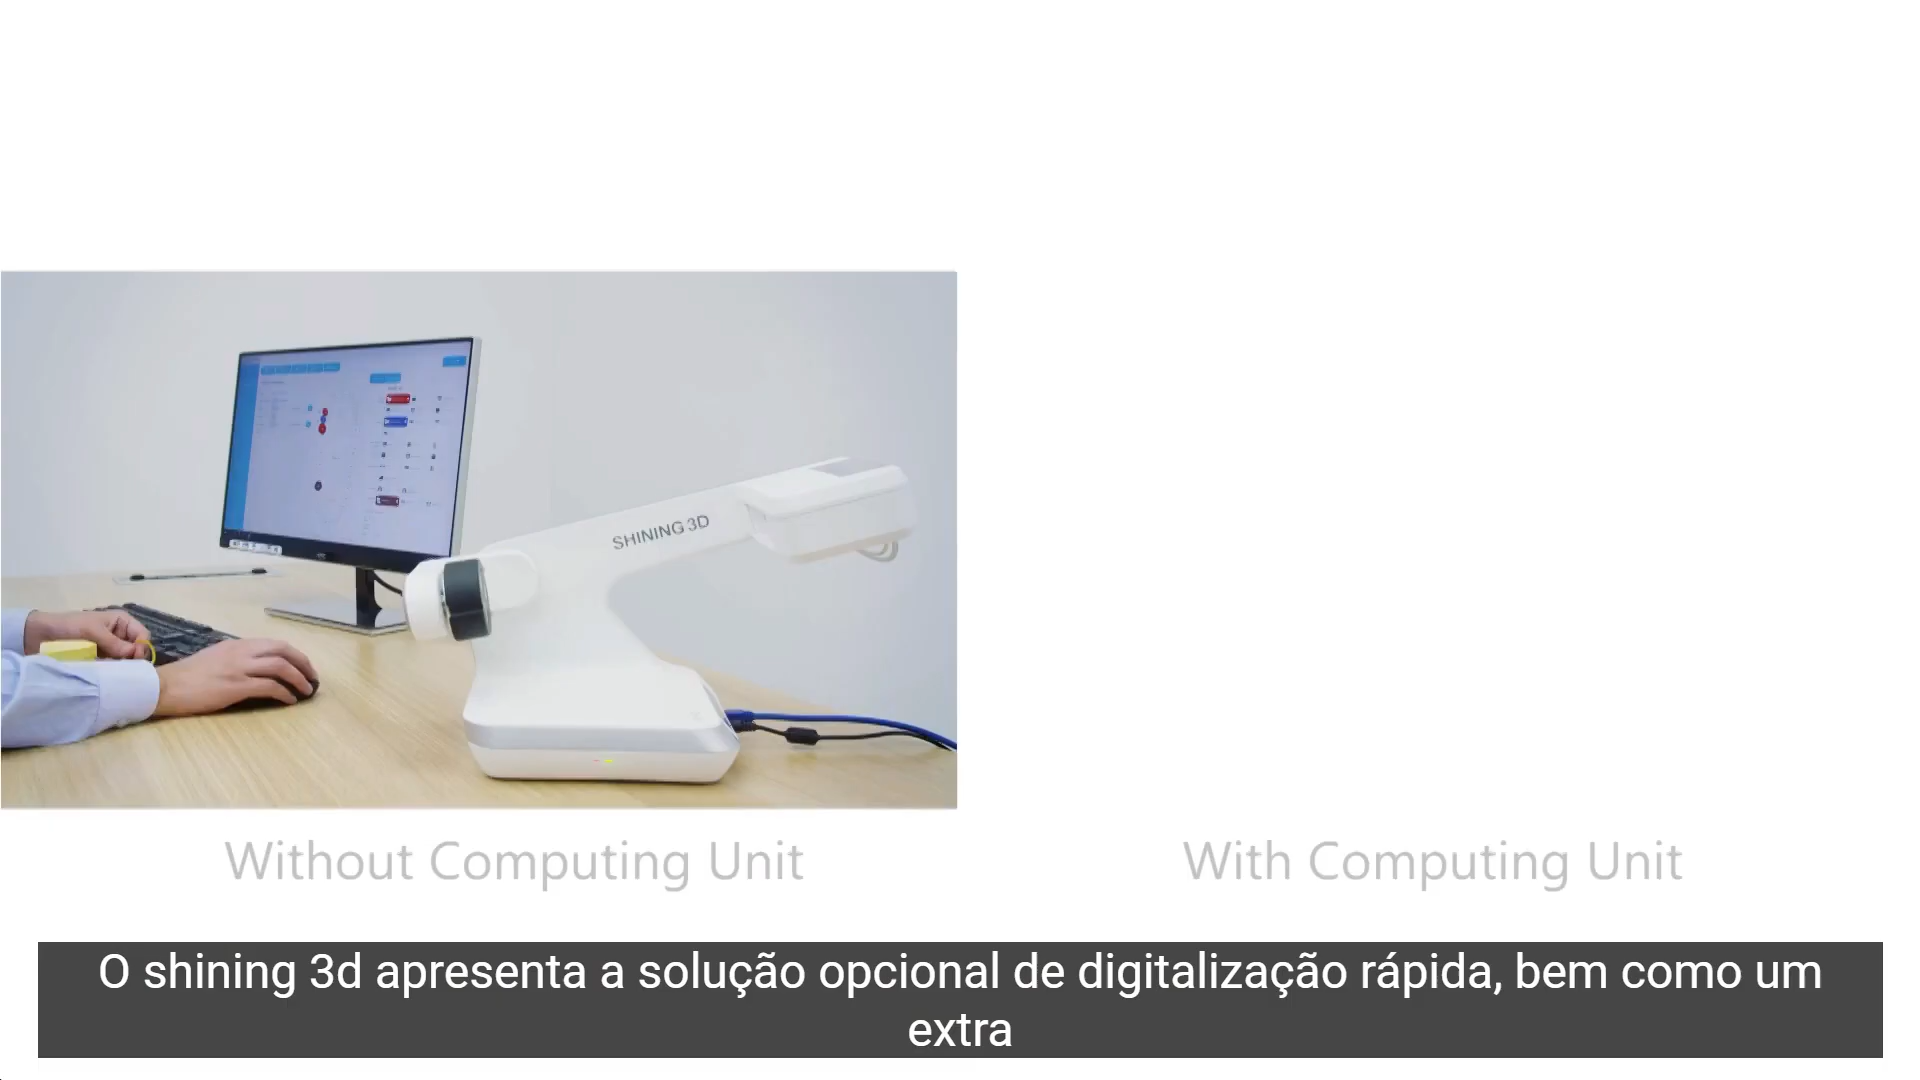 SHINING 3D
Without Computing Unit
With Computing Unit
O shining 3d apresenta a solução opcional de digitalização rápida, bem como um
extra